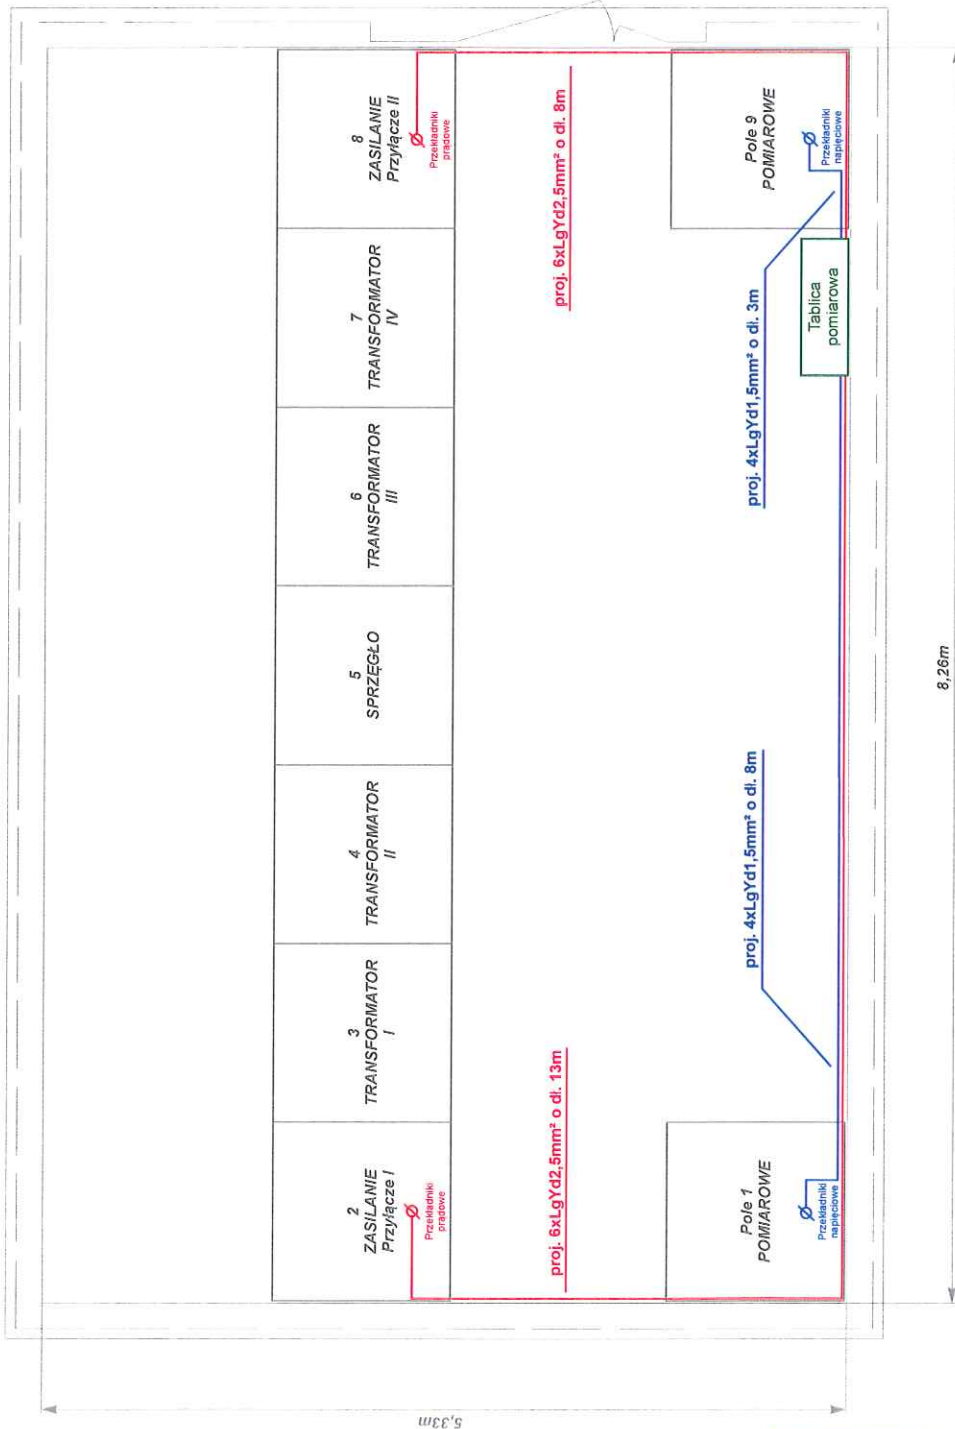 2
ZASILANIE
Przyłącze I
Przekładniki
prądowe
3
TRANSFORMATOR
I
4
TRANSFORMATOR
II
5
SPRZĘGŁO
6
TRANSFORMATOR
III
7
TRANSFORMATOR
IV
8
ZASILANIE
Przyłącze II
Przekładniki
prądowe
proj. 6xLgYd2,5mm² o dł. 13m
proj. 6xLgYd2,5mm² o dł. 8m
proj. 4xLgYd1,5mm² o dł. 8m
proj. 4xLgYd1,5mm² o dł. 3m
Pole 1
POMIAROWE
Przekładniki
napięciowe
Tablica
pomiarowa
Pole 9
POMIAROWE
Przekładniki
napięciowe
8,26m
5,33m